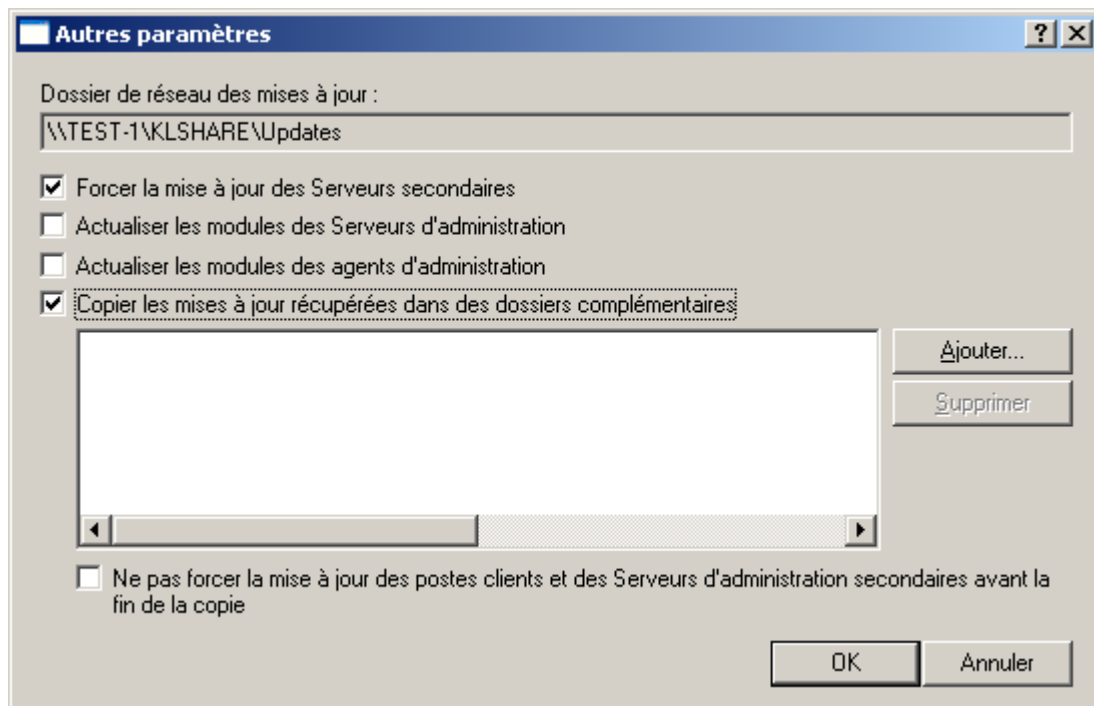 Autres paramètres
Dossier de réseau des mises à jour :
\\TEST-1\KLSHARE\Updates
Forcer la mise à jour des Serveurs secondaires
Actualiser les modules des Serveurs d'administration
Actualiser les modules des agents d'administration
Copier les mises à jour récupérées dans des dossiers complémentaires
Ajouter...
Supprimer
Ne pas forcer la mise à jour des postes clients et des Serveurs d'administration secondaires avant la
fin de la copie
OK
Annuler